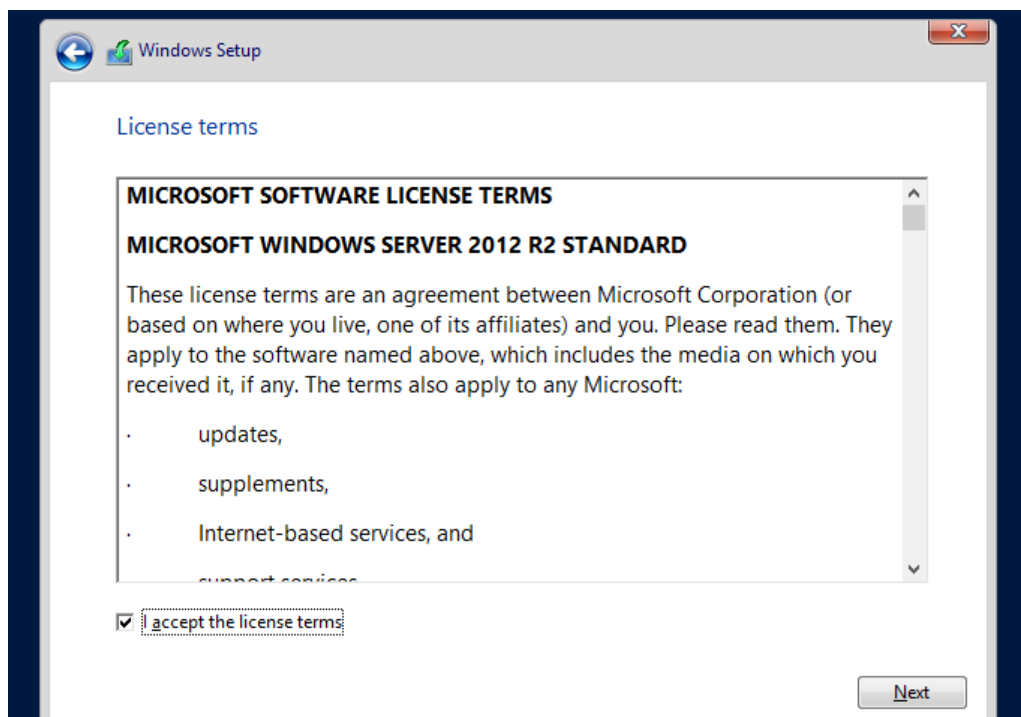 Windows Setup
License terms
MICROSOFT SOFTWARE LICENSE TERMS
MICROSOFT WINDOWS SERVER 2012 R2 STANDARD
These license terms are an agreement between Microsoft Corporation (or
based on where you live, one of its affiliates) and you. Please read them. They
apply to the software named above, which includes the media on which you
received it, if any. The terms also apply to any Microsoft:
· updates,
· supplements,
· Internet-based services, and
support services
I accept the license terms
Next